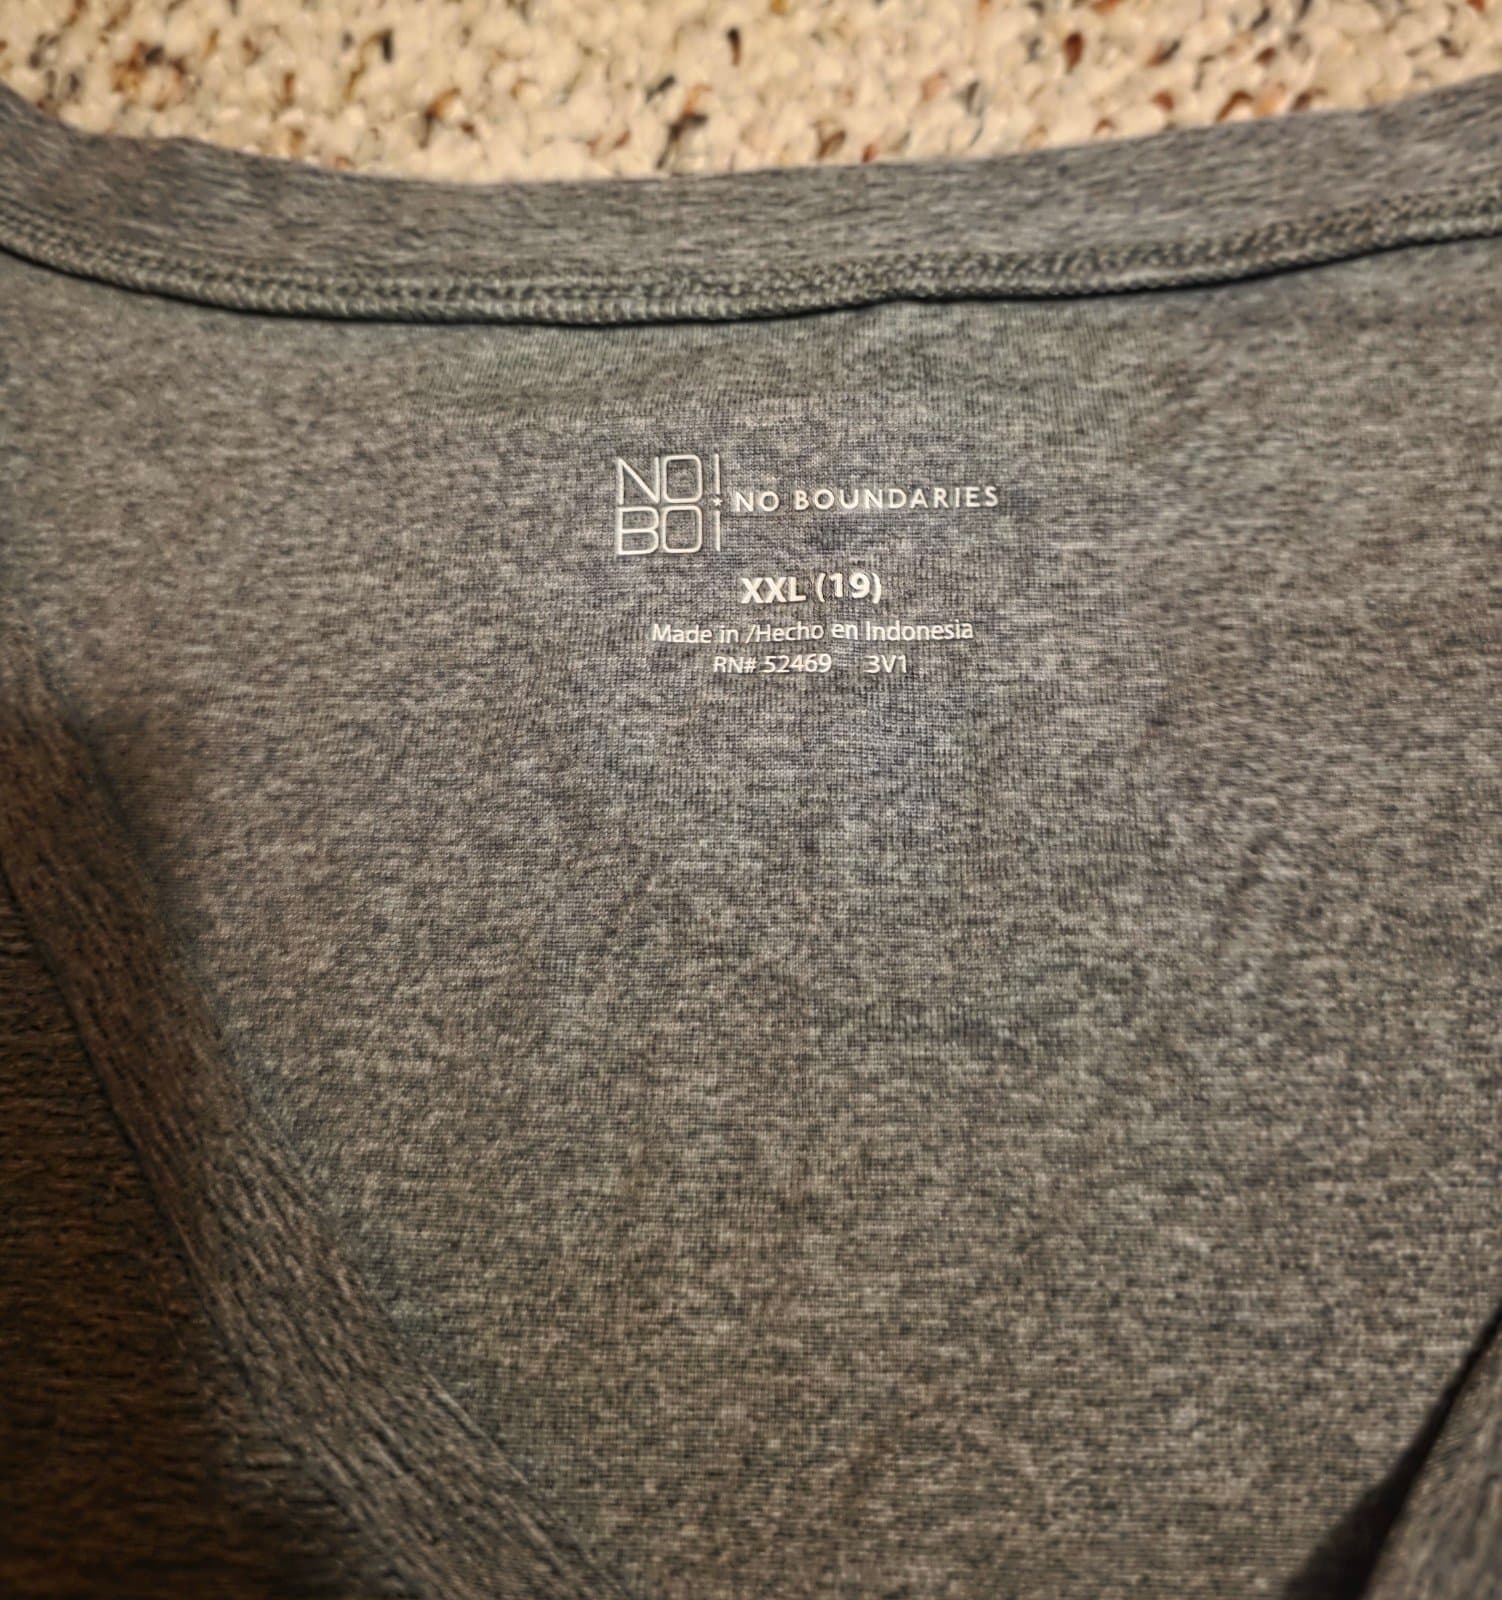 NO!
BO!
NO BOUNDARIES
XXL (19)
Made in /Hecho en Indonesia
RN# 52469 3V1